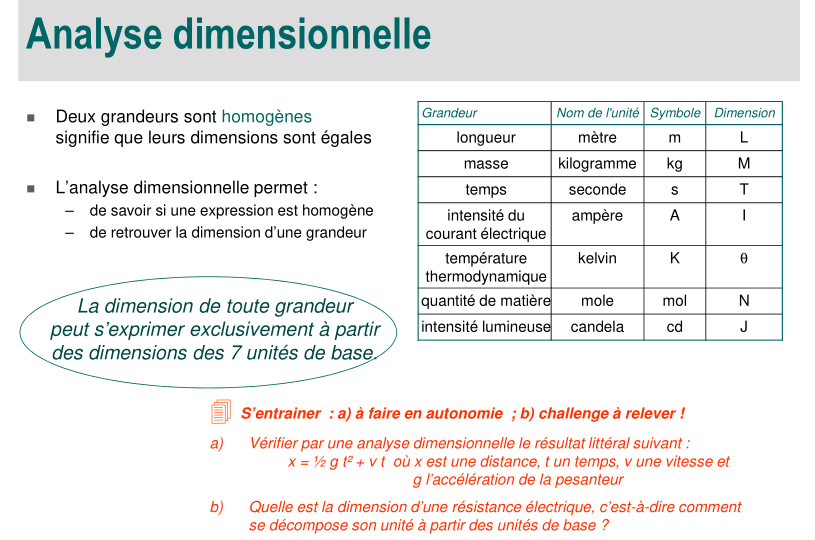 Analyse dimensionnelle
Deux grandeurs sont homogènes
signifie que leurs dimensions sont égales
L'analyse dimensionnelle permet :
– de savoir si une expression est homogène
– de retrouver la dimension d'une grandeur
La dimension de toute grandeur
peut s'exprimer exclusivement à partir
des dimensions des 7 unités de base.
Grandeur Nom de l'unité Symbole Dimension
longueur mètre m L
masse kilogramme kg M
temps seconde s T
intensité du ampère A I
courant électrique
température kelvin K θ
thermodynamique
quantité de matière mole mol N
intensité lumineuse candela cd J
S'entrainer : a) à faire en autonomie ; b) challenge à relever !
a) Vérifier par une analyse dimensionnelle le résultat littéral suivant :
x = ½ g t² + v t où x est une distance, t un temps, v une vitesse et
g l'accélération de la pesanteur
b) Quelle est la dimension d'une résistance électrique, c'est-à-dire comment
se décompose son unité à partir des unités de base ?